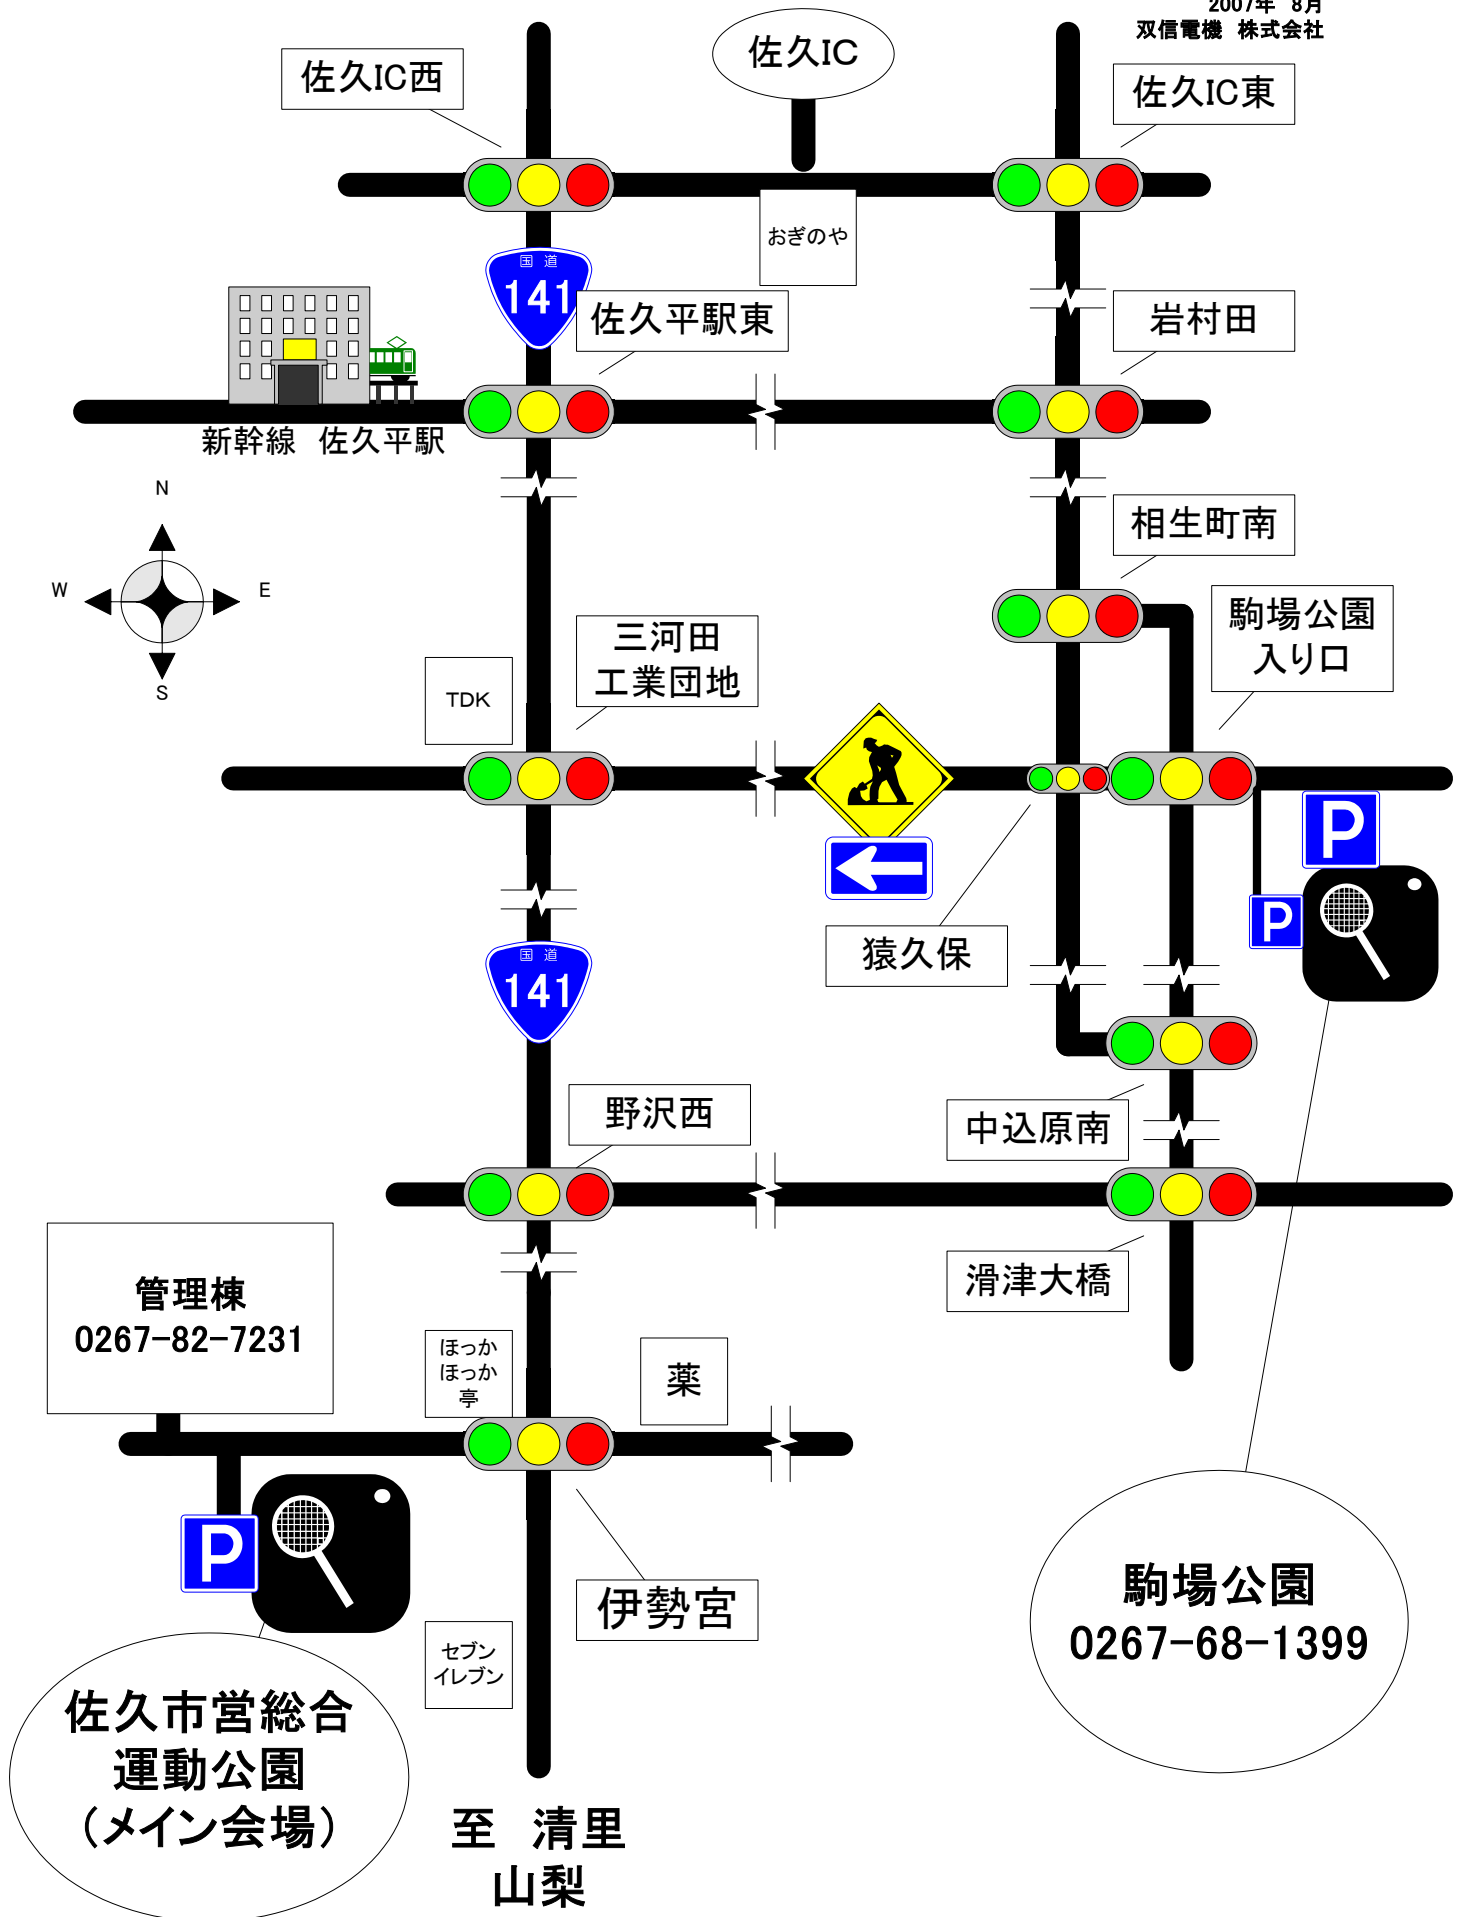 2007年 8月
双信電機 株式会社
佐久IC
佐久IC西
佐久IC東
おぎのや
国道
141
佐久平駅東
岩村田
新幹線 佐久平駅
N
W
E
S
相生町南
駒場公園
入り口
三河田
工業団地
TDK
P
P
猿久保
国道
141
野沢西
中込原南
滑津大橋
管理棟
0267-82-7231
ほっか
ほっか
亭
薬
P
伊勢宮
セブン
イレブン
駒場公園
0267-68-1399
佐久市営総合
運動公園
(メイン会場)
至 清里
山梨